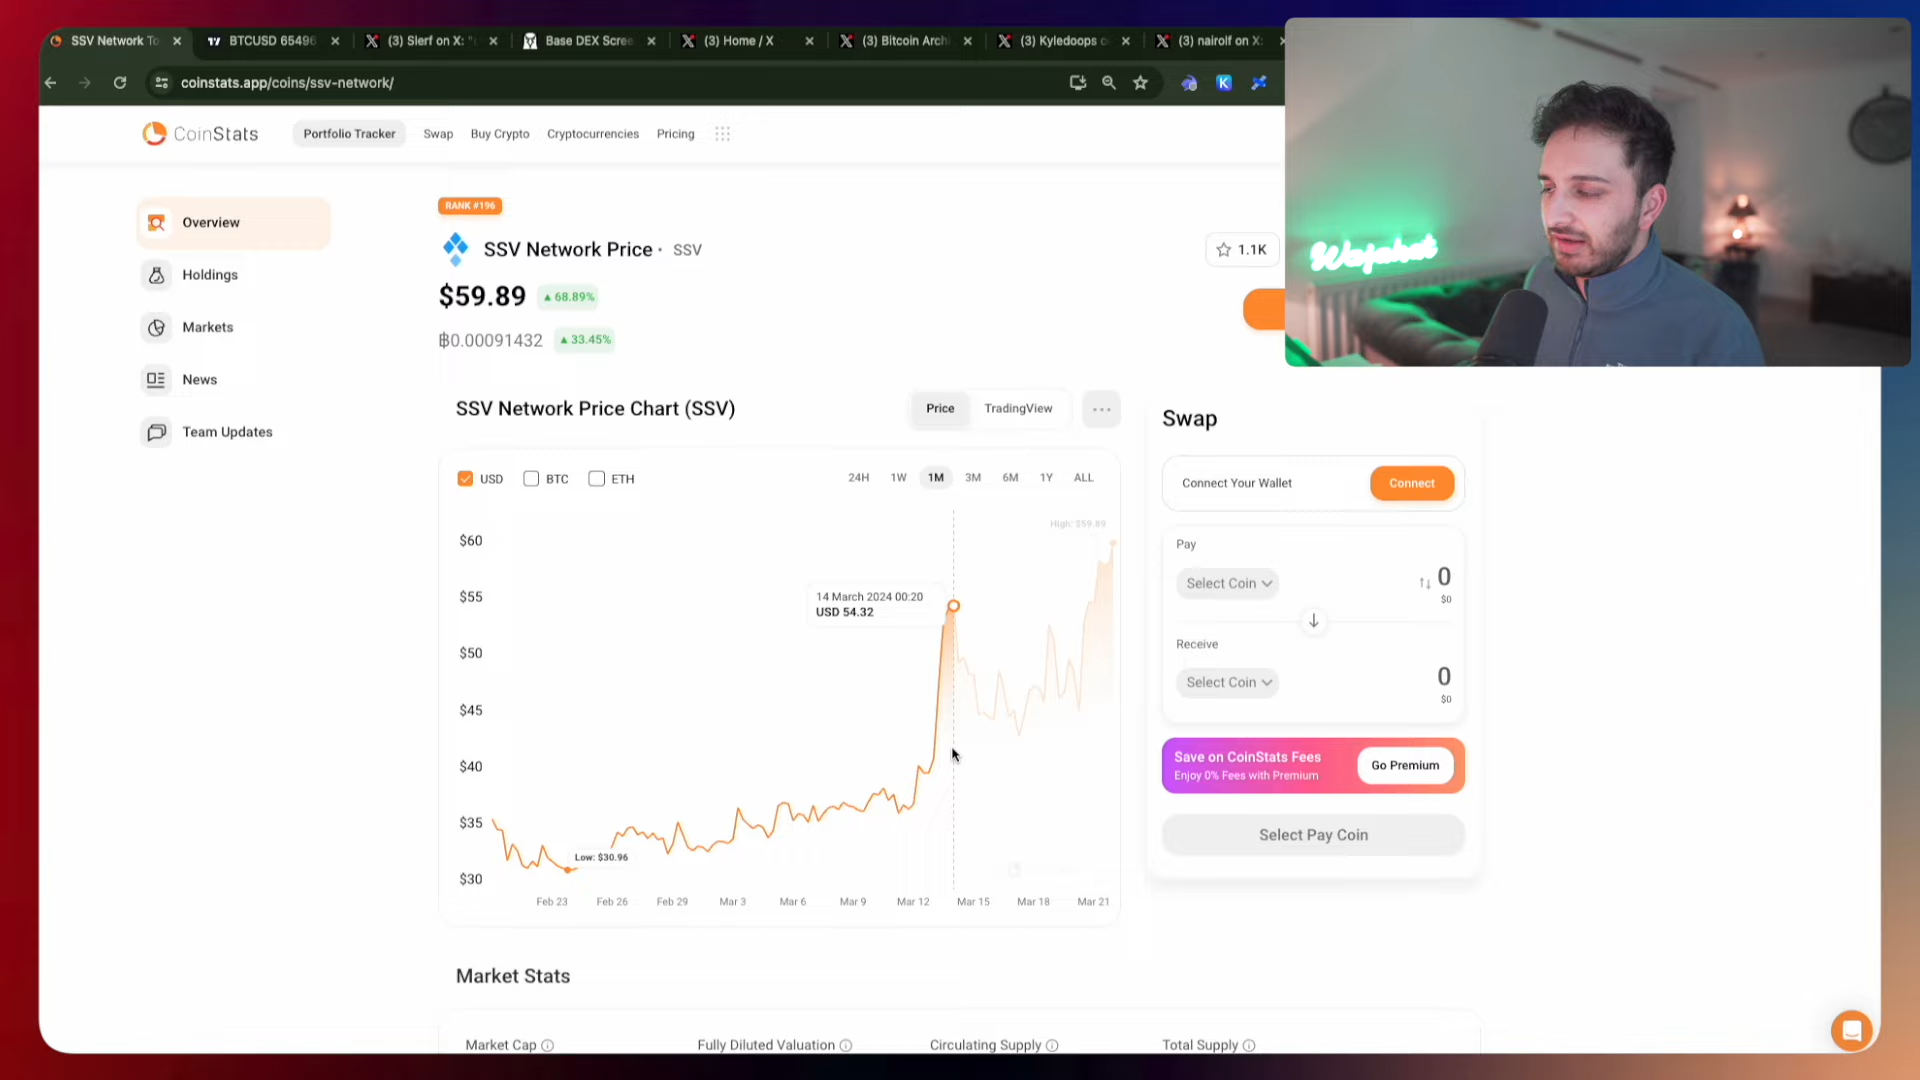 SSV Network To
BTCUSD 65496
(3) Slerf on X: "
Base DEX Scree
(3) Home / X
(3) Bitcoin Arch
(3) Kyledoops
(3) nairolf on X:
coinstats.app/coins/ssv-network/
CoinStats
Portfolio Tracker
Swap
Buy Crypto
Cryptocurrencies
Pricing
Overview
Holdings
Markets
News
Team Updates
RANK #196
SSV Network Price · SSV
1.1K
$59.89
68.89%
฿0.00091432
33.45%
SSV Network Price Chart (SSV)
Price
TradingView
USD
BTC
ETH
24H
1W
1M
3M
6M
1Y
ALL
High: $59.89
$60
$55
$50
$45
$40
$35
$30
14 March 2024 00:20
USD 54.32
Low: $30.96
Feb 23
Feb 26
Feb 29
Mar 3
Mar 6
Mar 9
Mar 12
Mar 15
Mar 18
Mar 21
Swap
Connect Your Wallet
Connect
Pay
Select Coin
0
$0
Receive
Select Coin
0
$0
Save on CoinStats Fees
Enjoy 0% Fees with Premium
Go Premium
Select Pay Coin
Market Stats
Market Cap
Fully Diluted Valuation
Circulating Supply
Total Supply
Wajahat